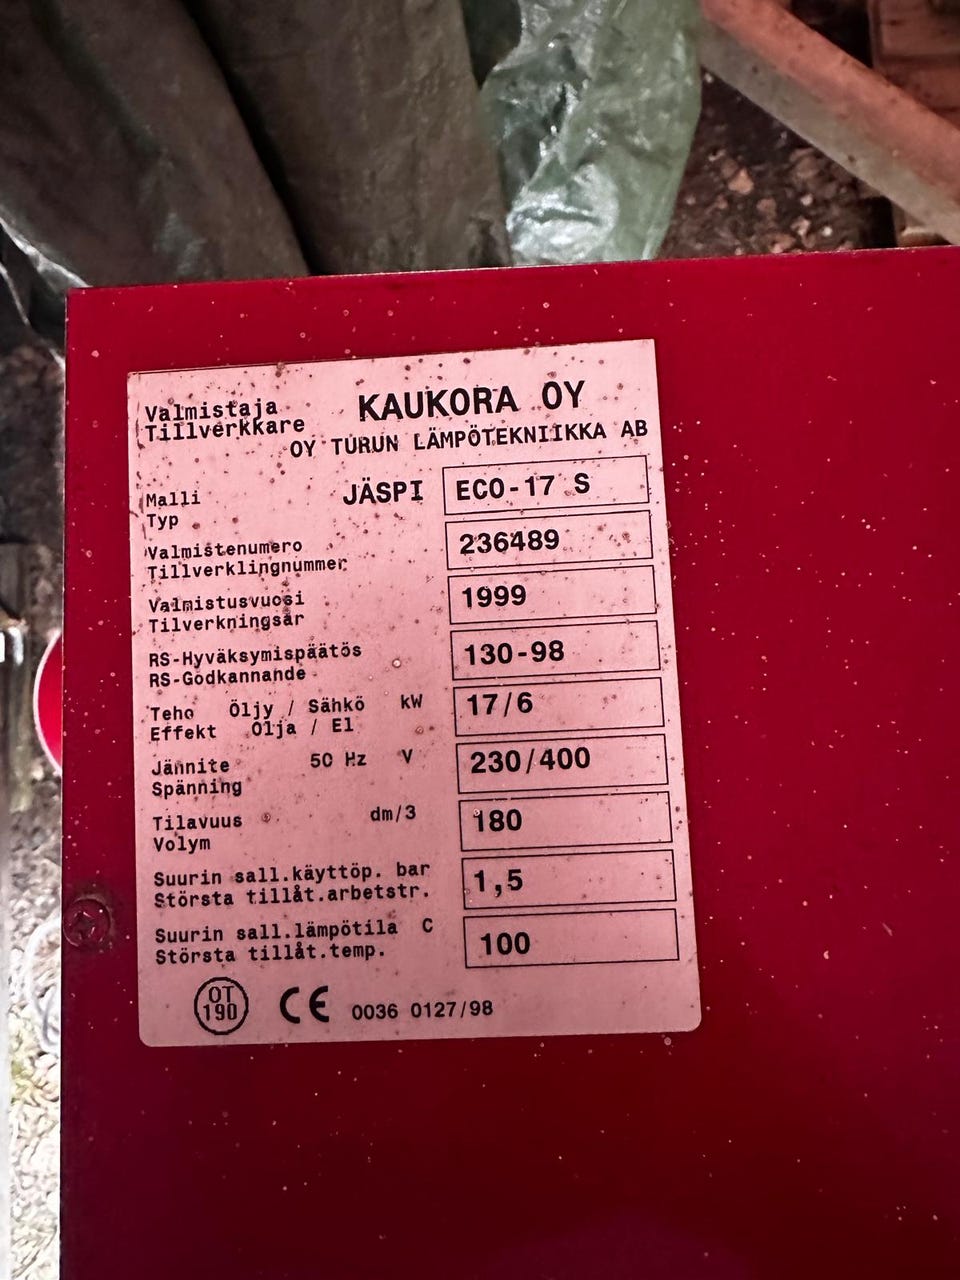 Valmistaja KAUKORA OY
Tillverkkare OY TURUN LÄMPÖTEKNIIKKA AB
Malli JÄSPI ECO-17 S
Typ
Valmistenumero 236489
Tillverklingnummer
Valmistusvuosi 1999
Tilverkningsår
RS-Hyväksymispäätös 130-98
RS-Godkannande
Teho Öljy / Sähkö kW 17/6
Effekt Olja / El
Jännite 50 Hz V 230/400
Spänning
Tilavuus dm/3 180
Volym
Suurin sall.käyttöp. bar 1,5
Största tillåt.arbetstr.
Suurin sall.lämpötila C 100
Största tillåt.temp.
OT 190 CE 0036 0127/98